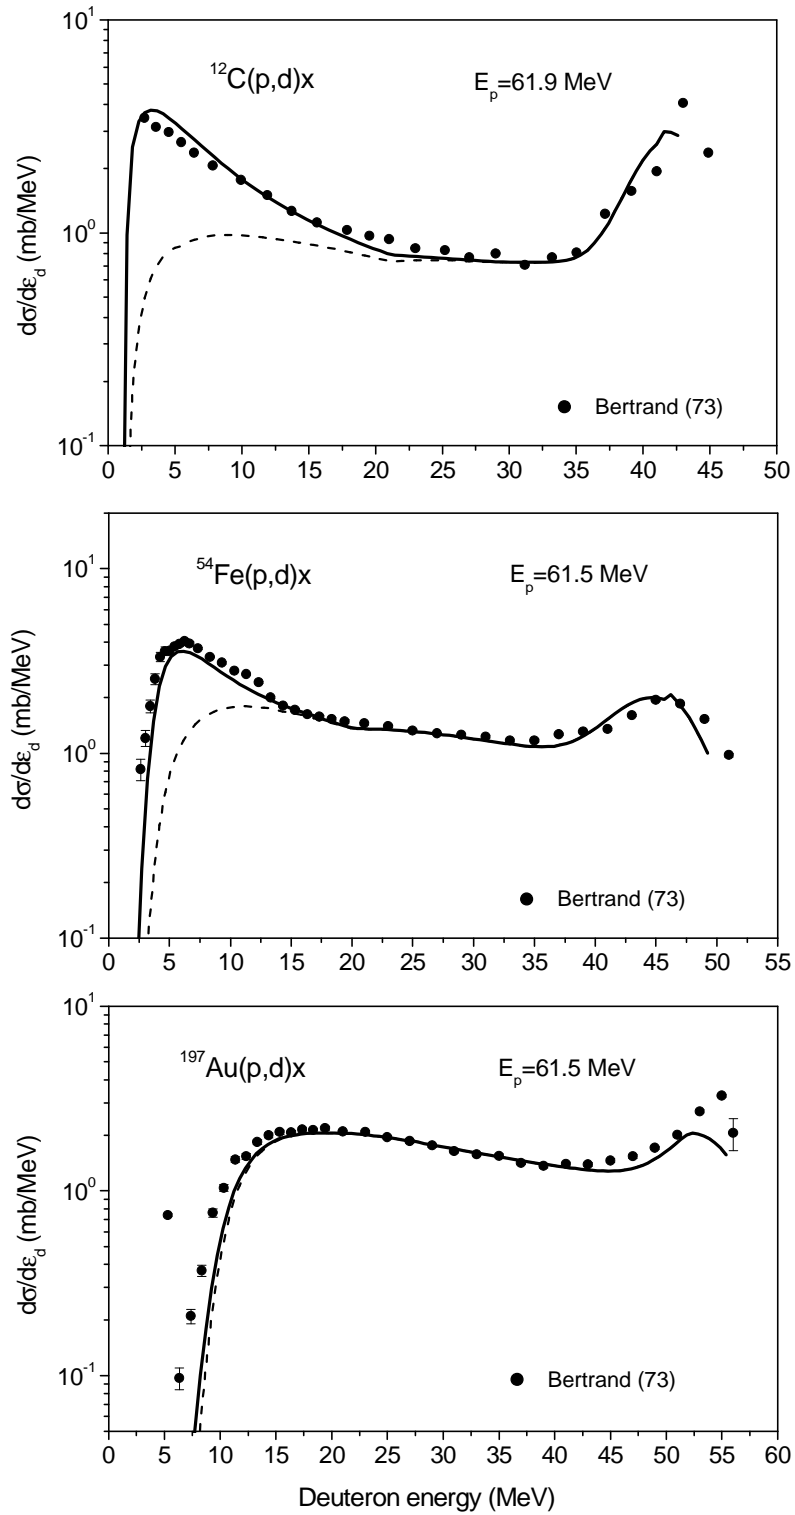 10^1
^12C(p,d)x
E_p=61.9 MeV
dσ/dε_d (mb/MeV)
10^0
Bertrand (73)
10^-1
0 5 10 15 20 25 30 35 40 45 50
^54Fe(p,d)x
E_p=61.5 MeV
10^1
dσ/dε_d (mb/MeV)
10^0
Bertrand (73)
10^-1
0 5 10 15 20 25 30 35 40 45 50 55
10^1
^197Au(p,d)x
E_p=61.5 MeV
dσ/dε_d (mb/MeV)
10^0
Bertrand (73)
10^-1
0 5 10 15 20 25 30 35 40 45 50 55 60
Deuteron energy (MeV)